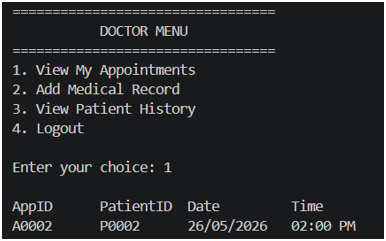 =================================
DOCTOR MENU
=================================
1. View My Appointments
2. Add Medical Record
3. View Patient History
4. Logout
Enter your choice: 1
AppID PatientID Date Time
A0002 P0002 26/05/2026 02:00 PM